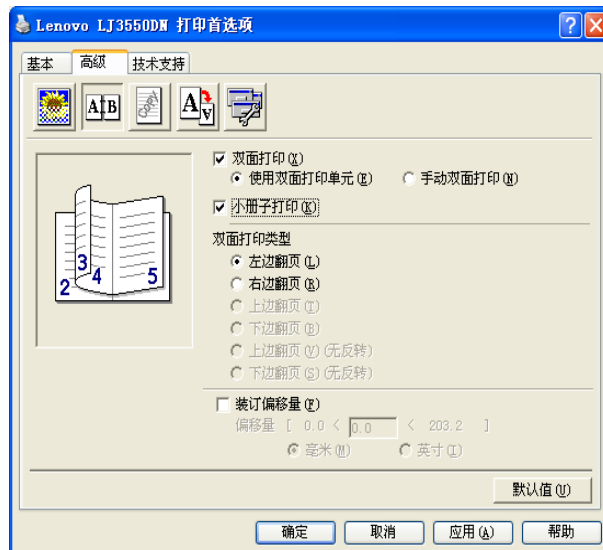 Lenovo LJ3550DN 打印首选项
基本 高级 技术支持
A B
A A
双面打印(X)
使用双面打印单元(E) 手动双面打印(N)
小册子打印(K)
双面打印类型
左边翻页(L)
右边翻页(R)
上边翻页(T)
下边翻页(B)
上边翻页(V)(无反转)
下边翻页(S)(无反转)
2 3 4 5
装订偏移量(F)
偏移量 [ 0.0 < 0.0 < 203.2 ]
毫米(M) 英寸(I)
默认值(U)
确定 取消 应用(A) 帮助